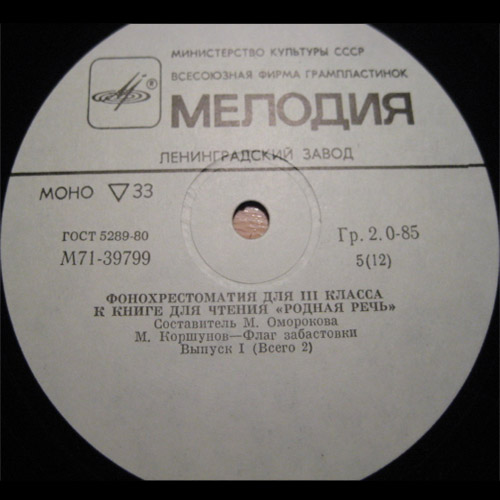 МИНИСТЕРСТВО КУЛЬТУРЫ СССР
ВСЕСОЮЗНАЯ ФИРМА ГРАМПЛАСТИНОК
®
МЕЛОДИЯ
ЛЕНИНГРАДСКИЙ ЗАВОД
МОНО ▽ 33
ГОСТ 5289-80
Гр. 2. 0-85
М71-39799
5(12)
ФОНОХРЕСТОМАТИЯ ДЛЯ III КЛАССА
К КНИГЕ ДЛЯ ЧТЕНИЯ «РОДНАЯ РЕЧЬ»
Составитель М. Оморокова
М. Коршунов—Флаг забастовки
Выпуск I (Всего 2)